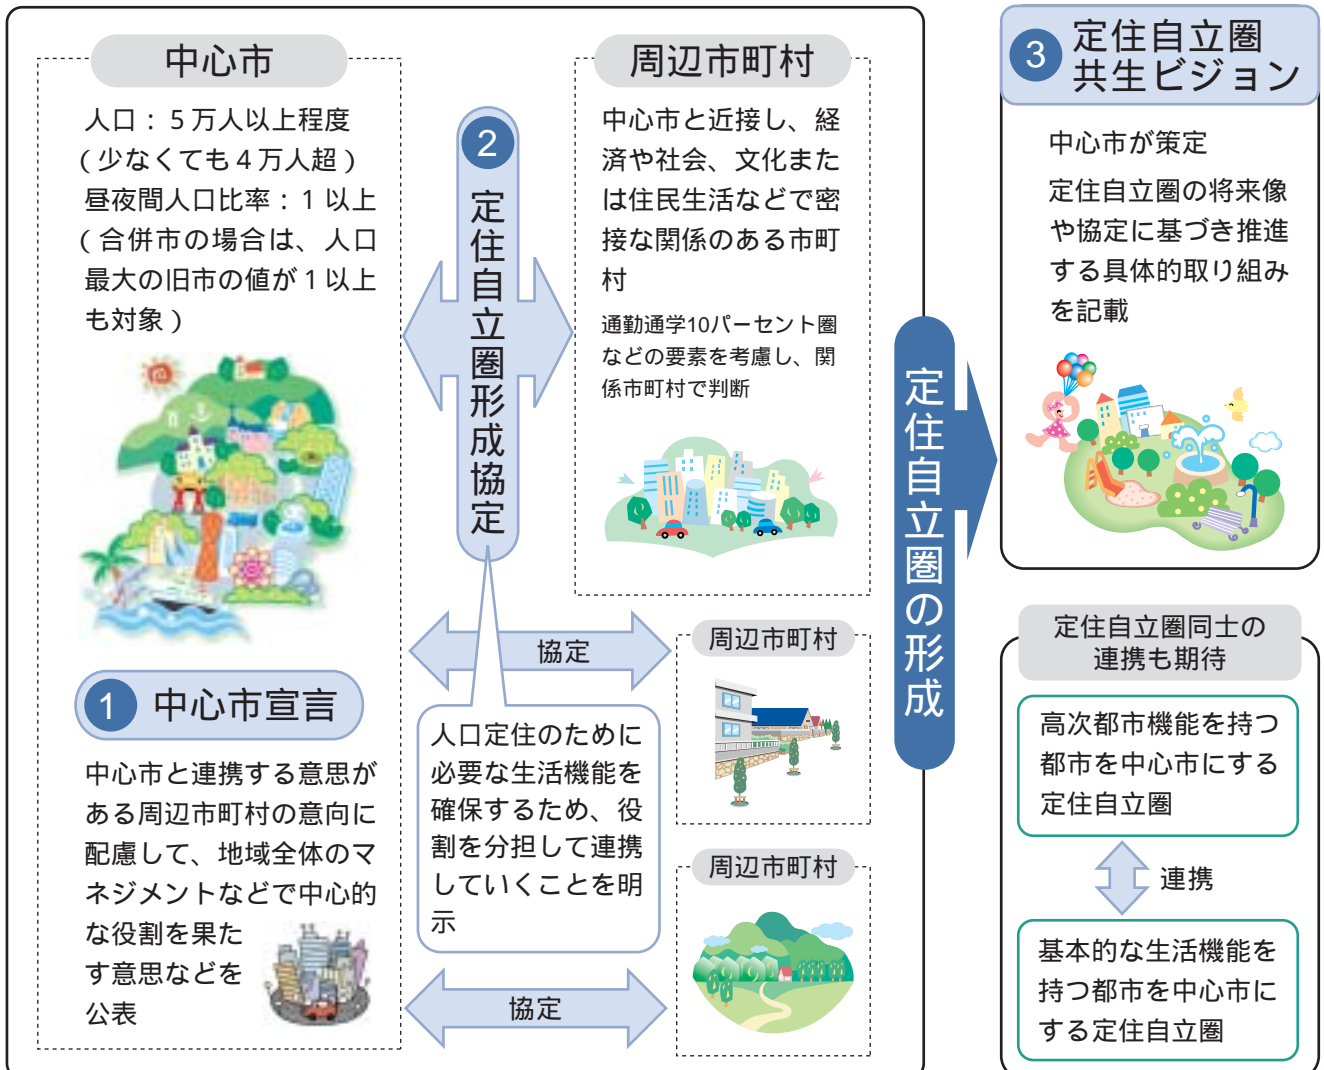 中心市
人口：５万人以上程度
（少なくても４万人超）
昼夜間人口比率：１以上
（合併市の場合は、人口
最大の旧市の値が１以上
も対象）
1 中心市宣言
中心市と連携する意思が
ある周辺市町村の意向に
配慮して、地域全体のマ
ネジメントなどで中心的
な役割を果た
す意思などを
公表
2 定住自立圏形成協定
人口定住のために
必要な生活機能を
確保するため、役
割を分担して連携
していくことを明
示
周辺市町村
中心市と近接し、経
済や社会、文化また
は住民生活などで密
接な関係のある市町
村
通勤通学10パーセント圏
などの要素を考慮し、関
係市町村で判断
協定
周辺市町村
周辺市町村
協定
定住自立圏の形成
3 定住自立圏
共生ビジョン
中心市が策定
定住自立圏の将来像
や協定に基づき推進
する具体的取り組み
を記載
定住自立圏同士の
連携も期待
高次都市機能を持つ
都市を中心市にする
定住自立圏
連携
基本的な生活機能を
持つ都市を中心市に
する定住自立圏